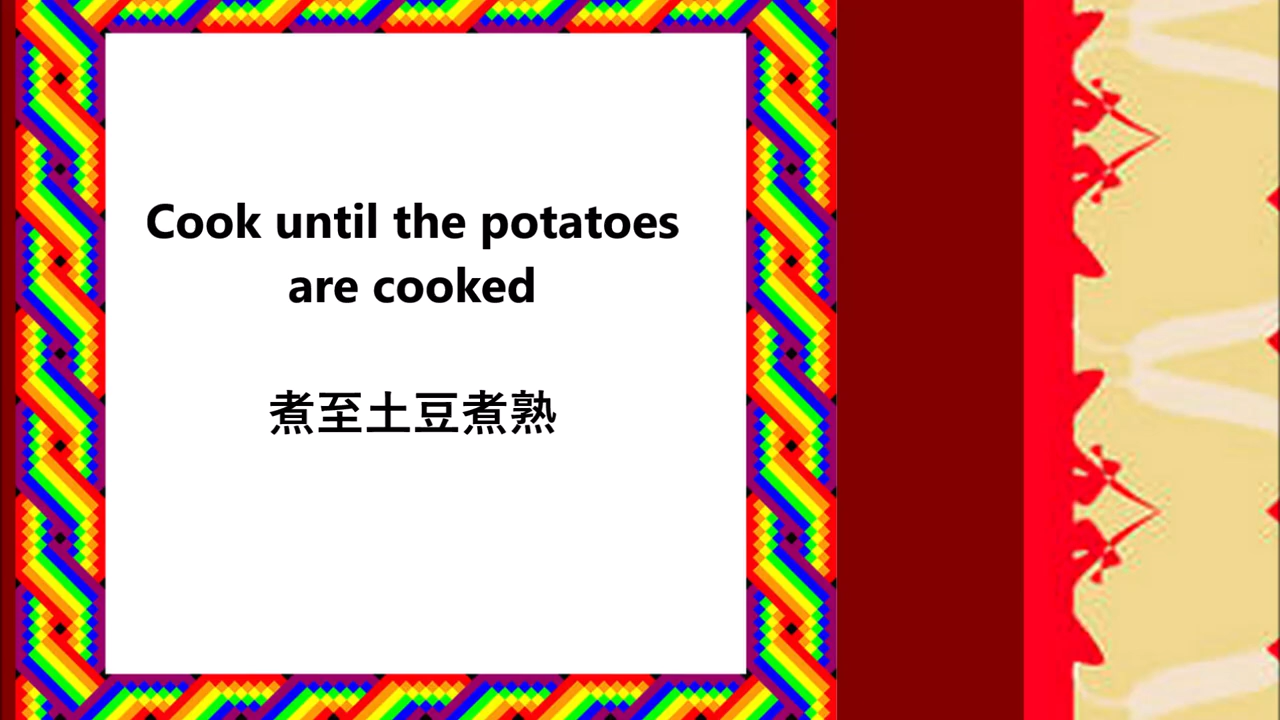 Cook until the potatoes
are cooked
煮至土豆煮熟